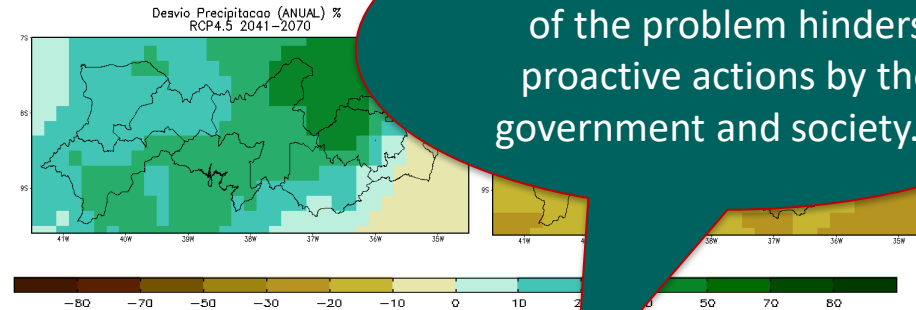 Desvio Precipitacao (ANUAL) %
RCP4.5 2041-2070
of the problem hinders
proactive actions by the
government and society.
7S
8S
9S
41W 40W 39W 38W 37W 36W 35W
9S
41W 38W 37W 36W 35W
-80 -70 -50 -30 -20 -10 0 10 50 70 80